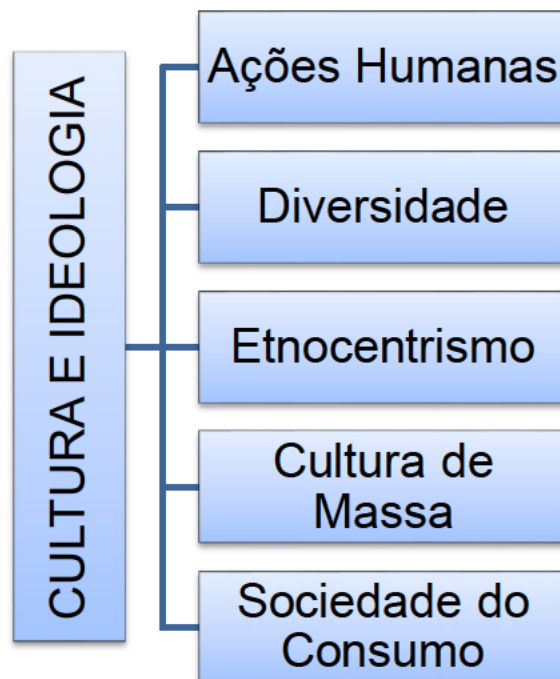 CULTURA E IDEOLOGIA
Ações Humanas
Diversidade
Etnocentrismo
Cultura de
Massa
Sociedade do
Consumo